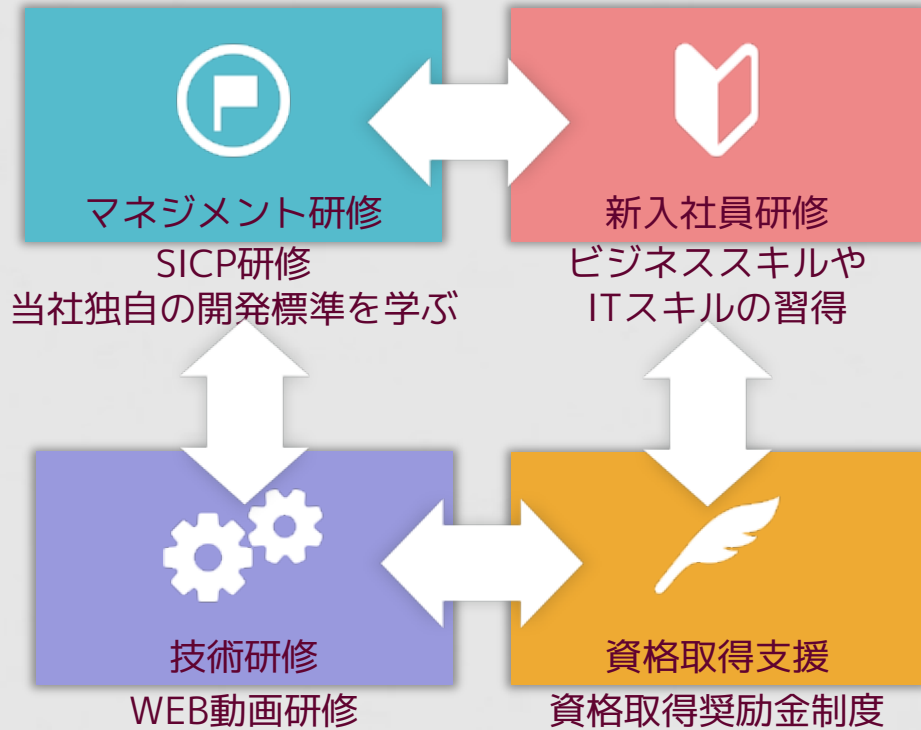 マネジメント研修
SICP研修
当社独自の開発標準を学ぶ
新入社員研修
ビジネススキルや
ITスキルの習得
技術研修
WEB動画研修
資格取得支援
資格取得奨励金制度